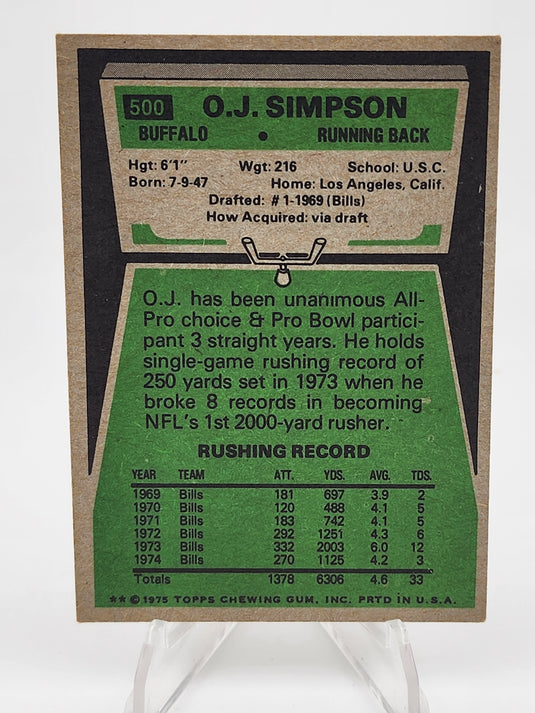 500 O.J. SIMPSON
BUFFALO • RUNNING BACK
Hgt: 6'1" Wgt: 216 School: U.S.C.
Born: 7-9-47 Home: Los Angeles, Calif.
Drafted: #1-1969 (Bills)
How Acquired: via draft
O.J. has been unanimous All-
Pro choice & Pro Bowl partici-
pant 3 straight years. He holds
single-game rushing record of
250 yards set in 1973 when he
broke 8 records in becoming
NFL's 1st 2000-yard rusher.
RUSHING RECORD
YEAR TEAM ATT. YDS. AVG. TDS.
1969 Bills 181 697 3.9 2
1970 Bills 120 488 4.1 5
1971 Bills 183 742 4.1 5
1972 Bills 292 1251 4.3 6
1973 Bills 332 2003 6.0 12
1974 Bills 270 1125 4.2 3
Totals 1378 6306 4.6 33
** © 1975 TOPPS CHEWING GUM, INC. PRTD IN U.S.A.